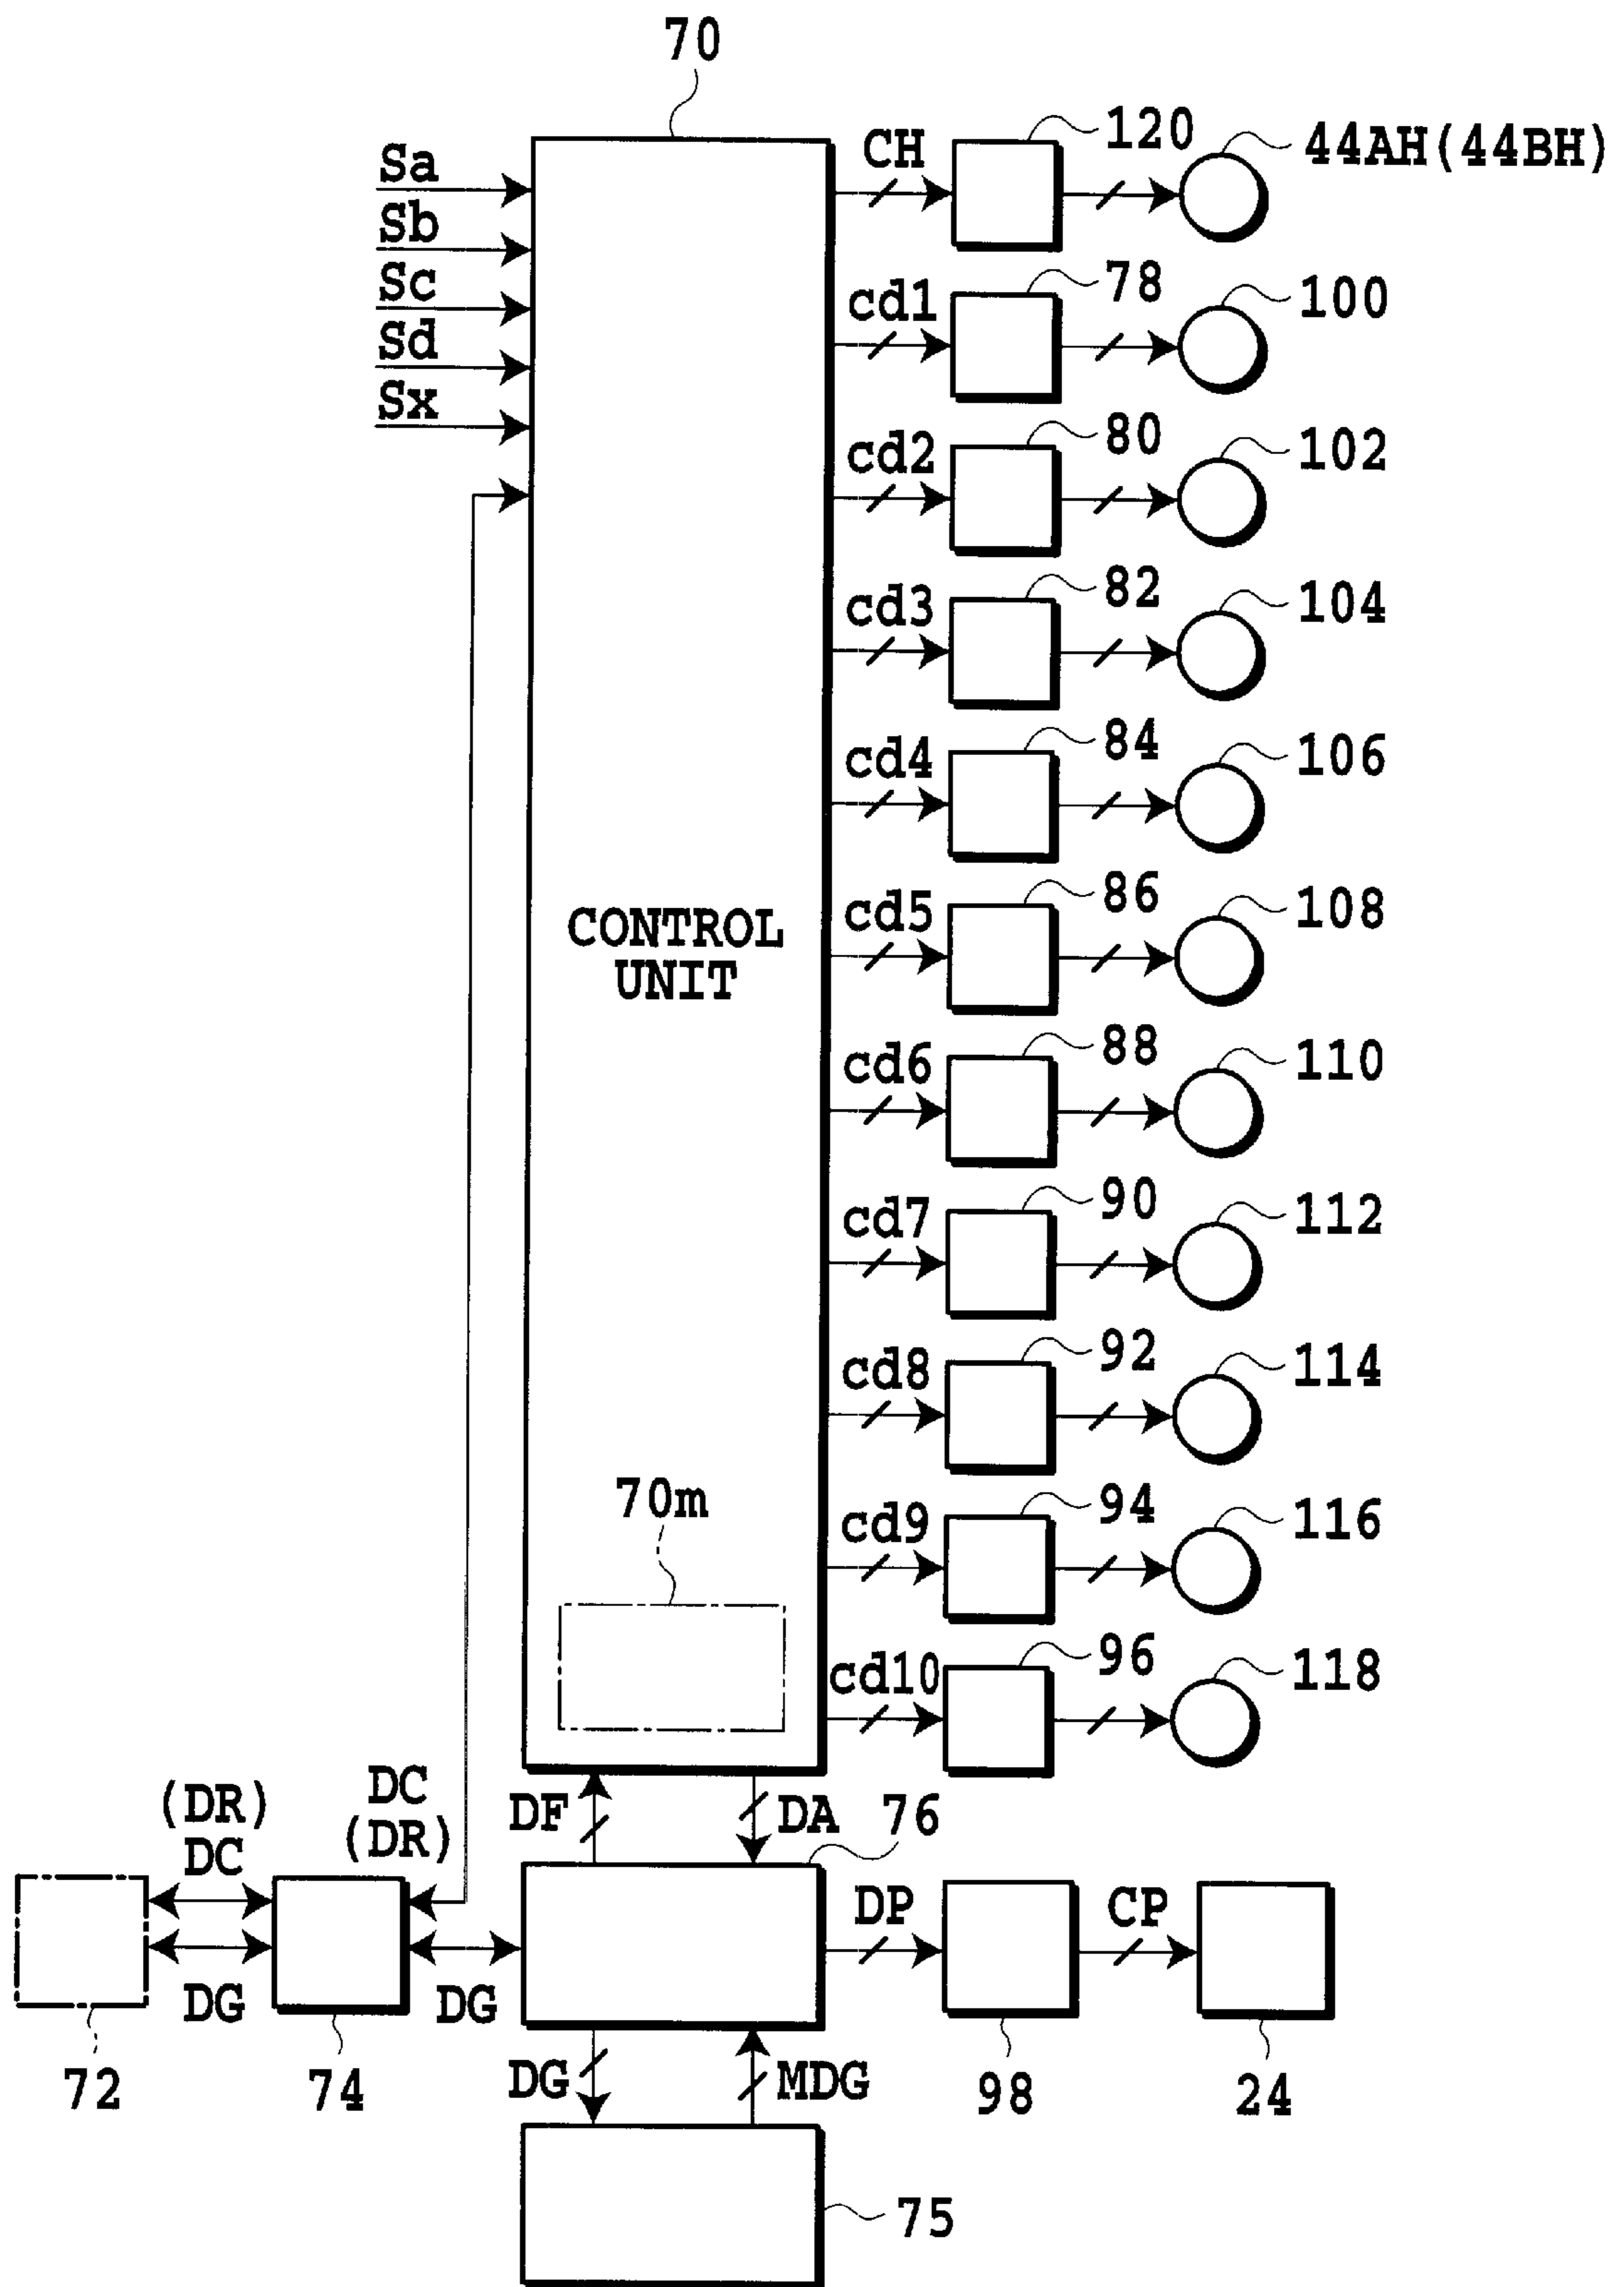 70
Sa
Sb
Sc
Sd
Sx
CH
120
44AH(44BH)
cd1
78
100
cd2
80
102
cd3
82
104
cd4
84
106
CONTROL
UNIT
cd5
86
108
cd6
88
110
cd7
90
112
cd8
92
114
70m
cd9
94
116
cd10
96
118
(DR)
DC
DC
(DR)
DF
DA
76
DP
CP
DG
DG
72
74
DG
MDG
98
24
75